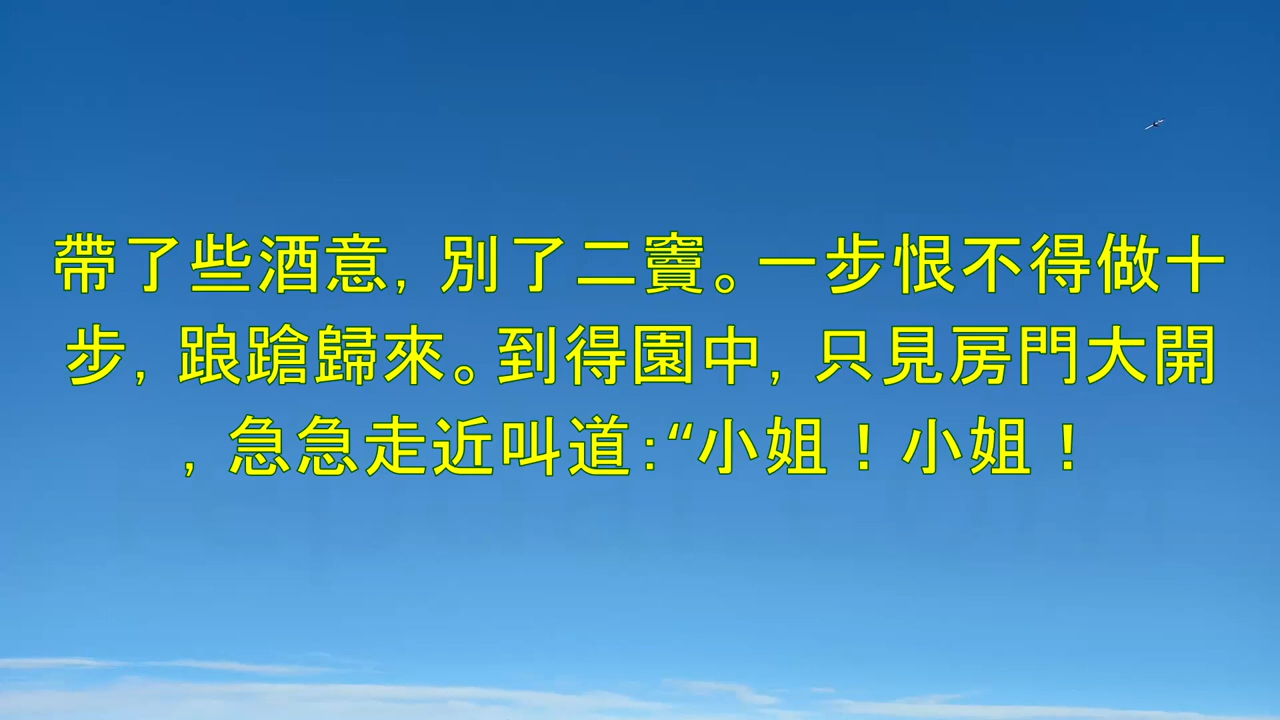 帶了些酒意，別了二竇。一步恨不得做十
步，踉蹌歸來。到得園中，只見房門大開
，急急走近叫道：“小姐！小姐！